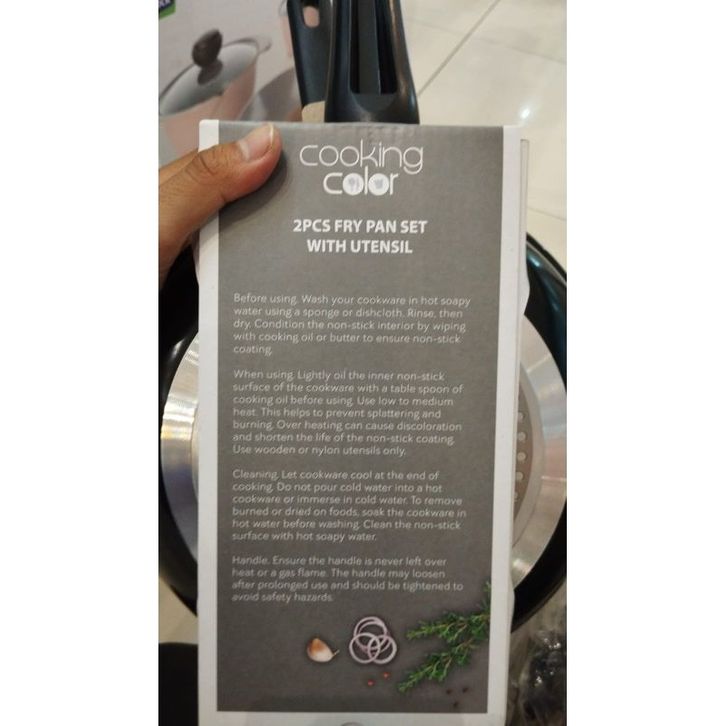 cooking
color
2PCS FRY PAN SET
WITH UTENSIL
Before using. Wash your cookware in hot soapy
water using a sponge or dishcloth. Rinse, then
dry. Condition the non-stick interior by wiping
with cooking oil or butter to ensure non-stick
coating.
When using. Lightly oil the inner non-stick
surface of the cookware with a table spoon of
cooking oil before using. Use low to medium
heat. This helps to prevent splattering and
burning. Over heating can cause discoloration
and shorten the life of the non-stick coating.
Use wooden or nylon utensils only.
Cleaning. Let cookware cool at the end of
cooking. Do not pour cold water into a hot
cookware or immerse in cold water. To remove
burned or dried on foods, soak the cookware in
hot water before washing. Clean the non-stick
surface with hot soapy water.
Handle. Ensure the handle is never left over
heat or a gas flame. The handle may loosen
after prolonged use and should be tightened to
avoid safety hazards.